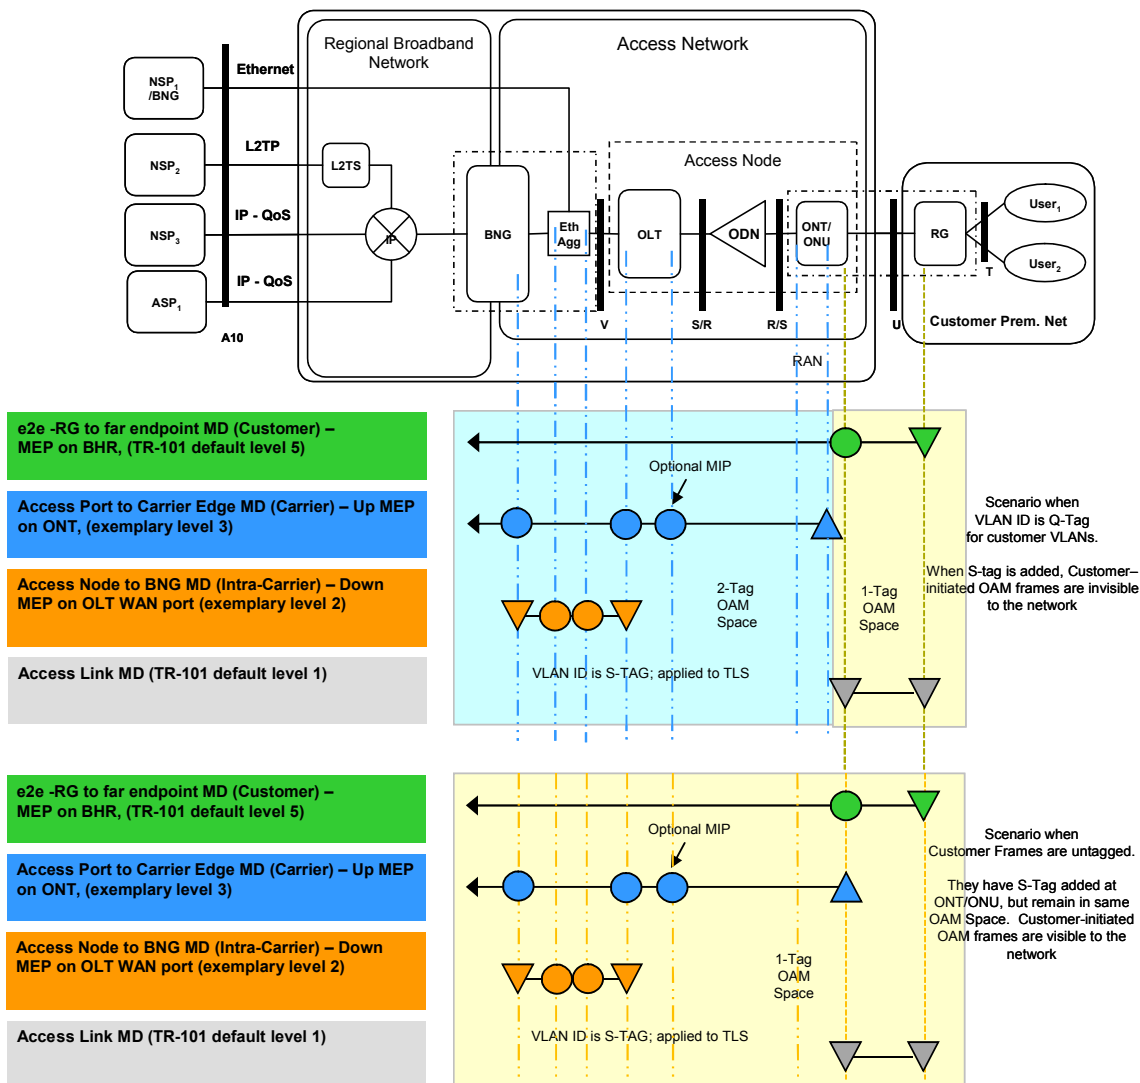 Regional Broadband
Network
Access Network
Ethernet
NSP1
/BNG
L2TP
NSP2
L2TS
Access Node
IP - QoS
NSP3
IP
BNG
Eth
Agg
OLT
ODN
ONT/
ONU
RG
User1
User2
T
IP - QoS
ASP1
A10
V
S/R
R/S
U
Customer Prem. Net
RAN
e2e -RG to far endpoint MD (Customer) –
MEP on BHR, (TR-101 default level 5)
Optional MIP
Access Port to Carrier Edge MD (Carrier) – Up MEP
on ONT, (exemplary level 3)
Scenario when
VLAN ID is Q-Tag
for customer VLANs.
When S-tag is added, Customer–
initiated OAM frames are invisible
to the network
Access Node to BNG MD (Intra-Carrier) – Down
MEP on OLT WAN port (exemplary level 2)
2-Tag
OAM
Space
1-Tag
OAM
Space
Access Link MD (TR-101 default level 1)
VLAN ID is S-TAG; applied to TLS
e2e -RG to far endpoint MD (Customer) –
MEP on BHR, (TR-101 default level 5)
Optional MIP
Access Port to Carrier Edge MD (Carrier) – Up MEP
on ONT, (exemplary level 3)
Scenario when
Customer Frames are untagged.
They have S-Tag added at
ONT/ONU, but remain in same
OAM Space. Customer-initiated
OAM frames are visible to the
network
Access Node to BNG MD (Intra-Carrier) – Down
MEP on OLT WAN port (exemplary level 2)
1-Tag
OAM
Space
Access Link MD (TR-101 default level 1)
VLAN ID is S-TAG; applied to TLS